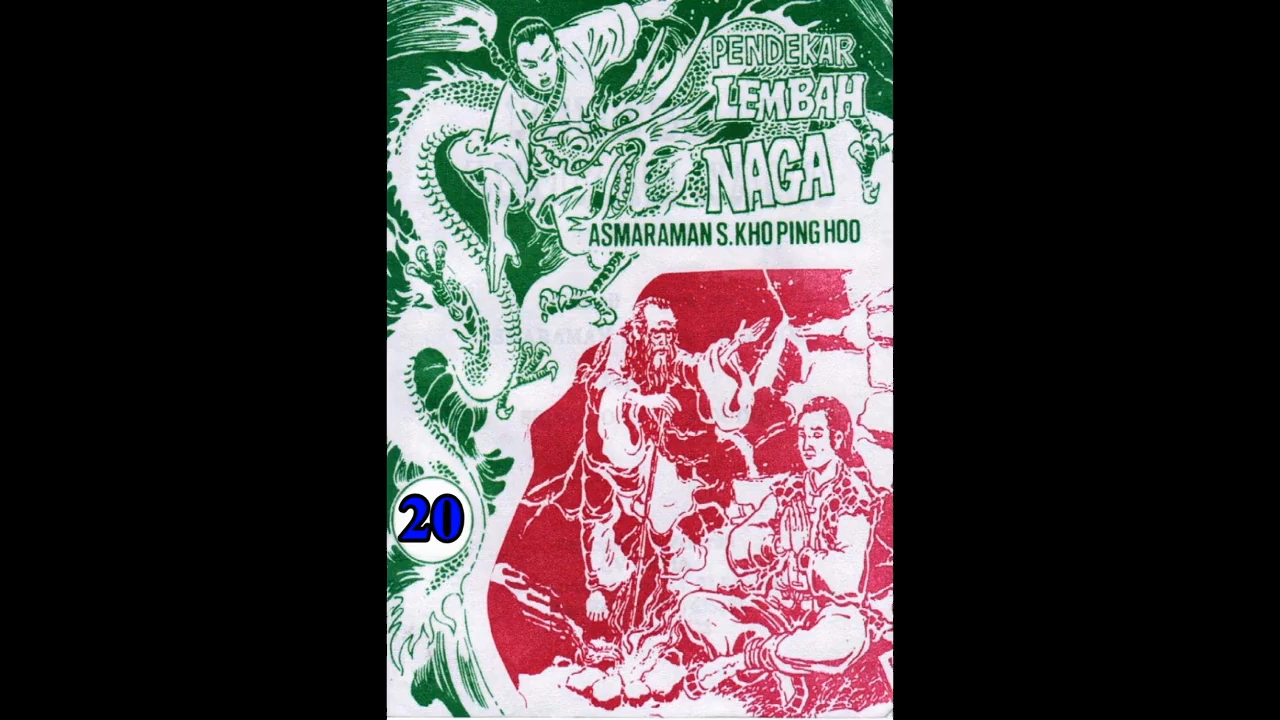 PENDEKAR
LEMBAH
NAGA
ASMARAMAN S. KHO PING HOO
20